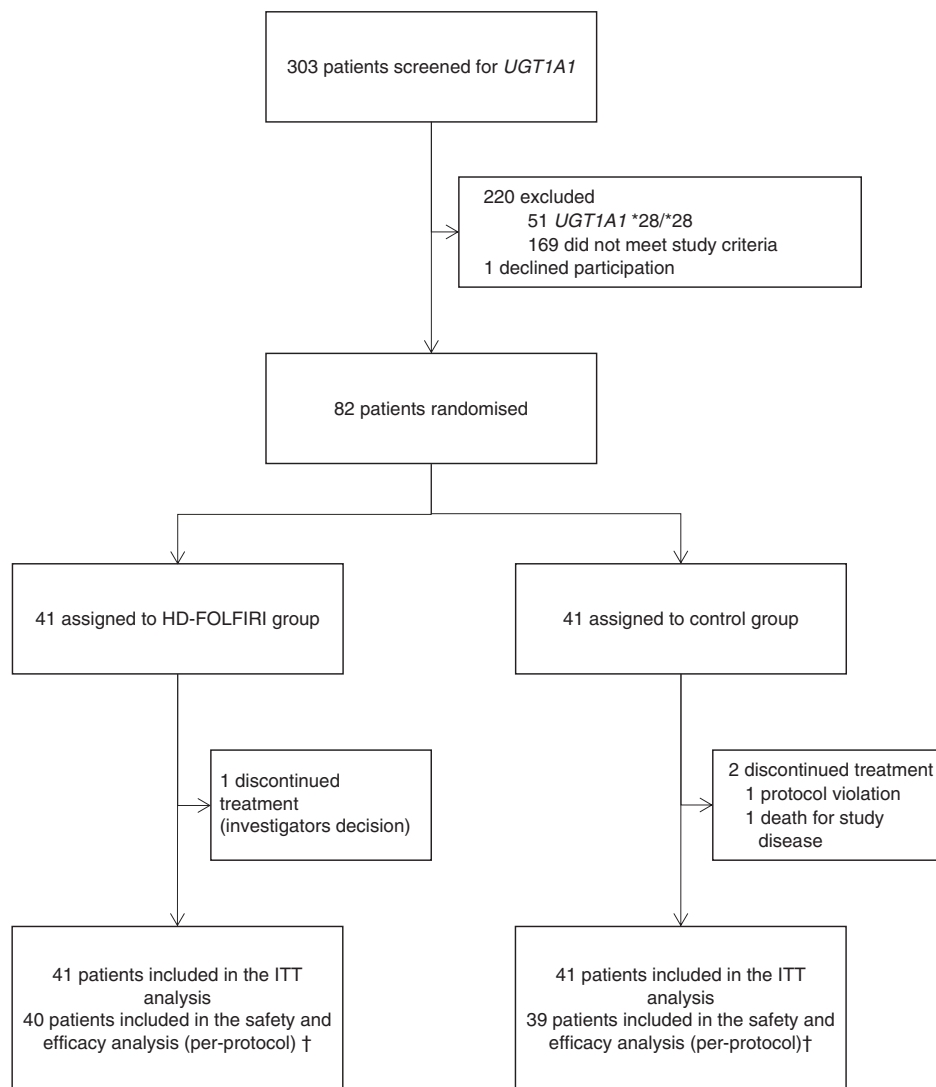 303 patients screened for UGT1A1
220 excluded
51 UGT1A1 *28/*28
169 did not meet study criteria
1 declined participation
82 patients randomised
41 assigned to HD-FOLFIRI group
41 assigned to control group
1 discontinued
treatment
(investigators decision)
2 discontinued treatment
1 protocol violation
1 death for study
disease
41 patients included in the ITT
analysis
40 patients included in the safety and
efficacy analysis (per-protocol) †
41 patients included in the ITT
analysis
39 patients included in the safety and
efficacy analysis (per-protocol)†